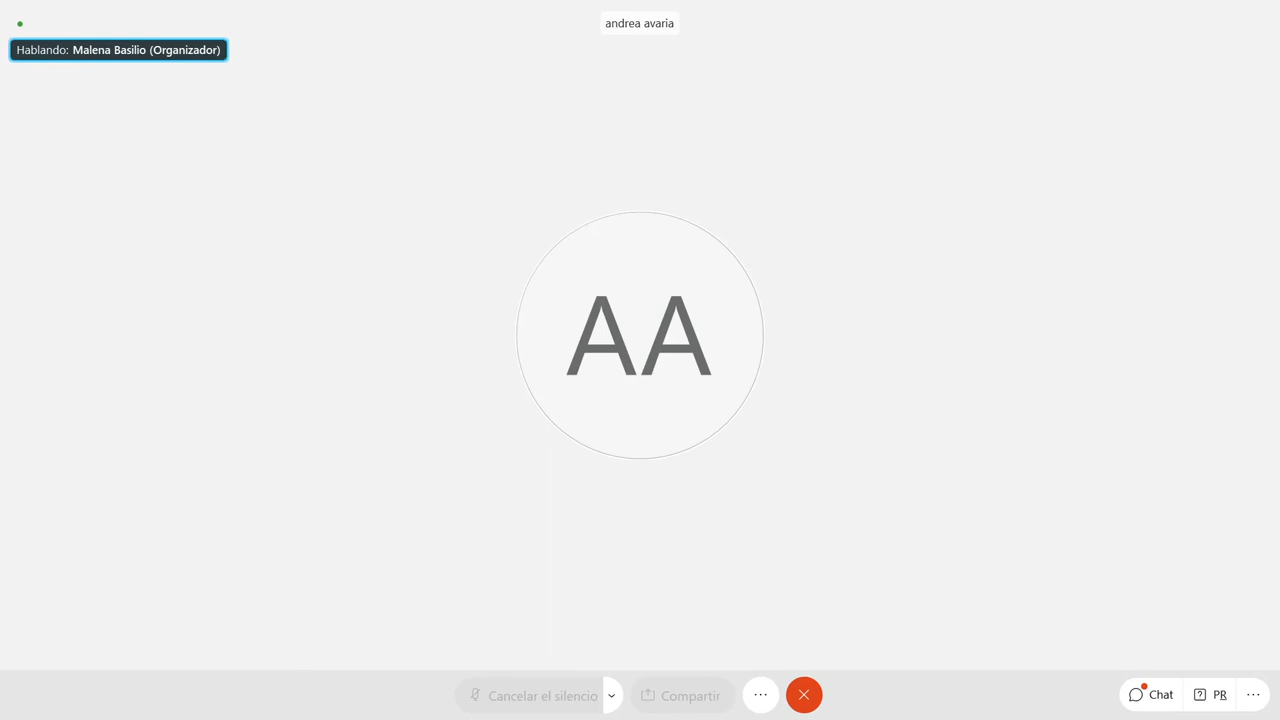 andrea avaria
Hablando: Malena Basilio (Organizador)
AA
Cancelar el silencio
Compartir
Chat
PR